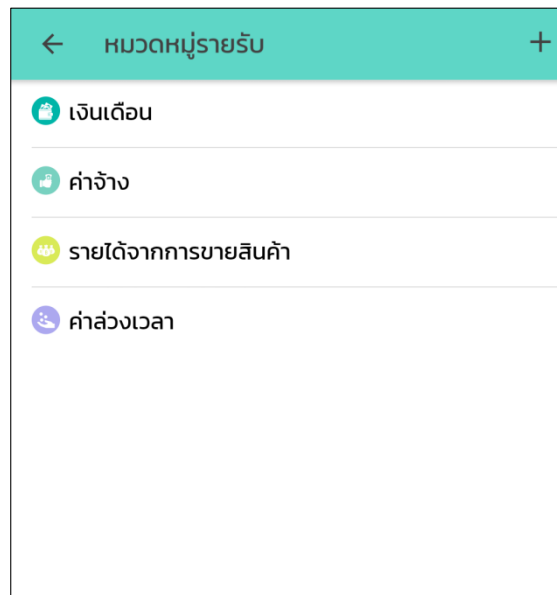 หมวดหมู่รายรับ
เงินเดือน
ค่าจ้าง
รายได้จากการขายสินค้า
ค่าล่วงเวลา